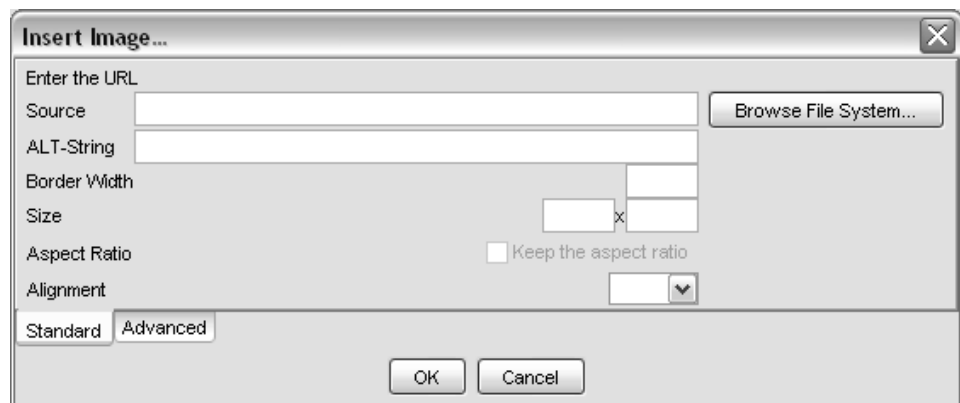 Insert Image...
Enter the URL
Source Browse File System...
ALT-String
Border Width
Size x
Aspect Ratio Keep the aspect ratio
Alignment
Standard Advanced
OK Cancel